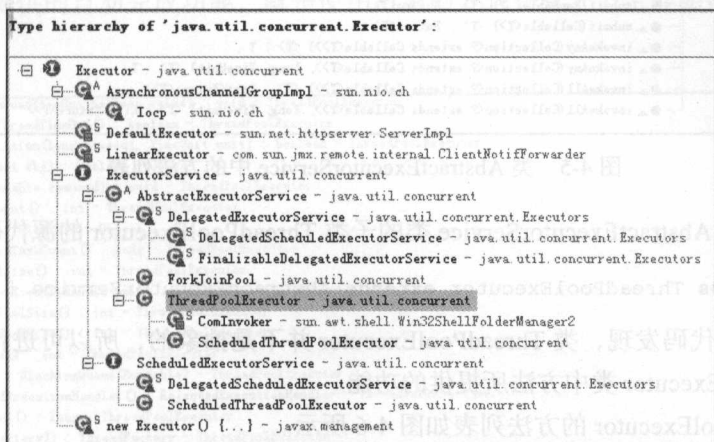 Type hierarchy of 'java.util.concurrent.Executor':
Executor - java.util.concurrent
AsynchronousChannelGroupImpl - sun.nio.ch
Iocp - sun.nio.ch
DefaultExecutor - sun.net.httpserver.ServerImpl
LinearExecutor - com.sun.jmx.remote.internal.ClientNotifForwarder
ExecutorService - java.util.concurrent
AbstractExecutorService - java.util.concurrent
DelegatedExecutorService - java.util.concurrent.Executors
DelegatedScheduledExecutorService - java.util.concurrent.Executors
FinalizableDelegatedExecutorService - java.util.concurrent.Executors
ForkJoinPool - java.util.concurrent
ThreadPoolExecutor - java.util.concurrent
ComInvoker - sun.awt.shell.Win32ShellFolderManager2
ScheduledThreadPoolExecutor - java.util.concurrent
ScheduledExecutorService - java.util.concurrent
DelegatedScheduledExecutorService - java.util.concurrent.Executors
ScheduledThreadPoolExecutor - java.util.concurrent
new Executor() {...} - javax.management